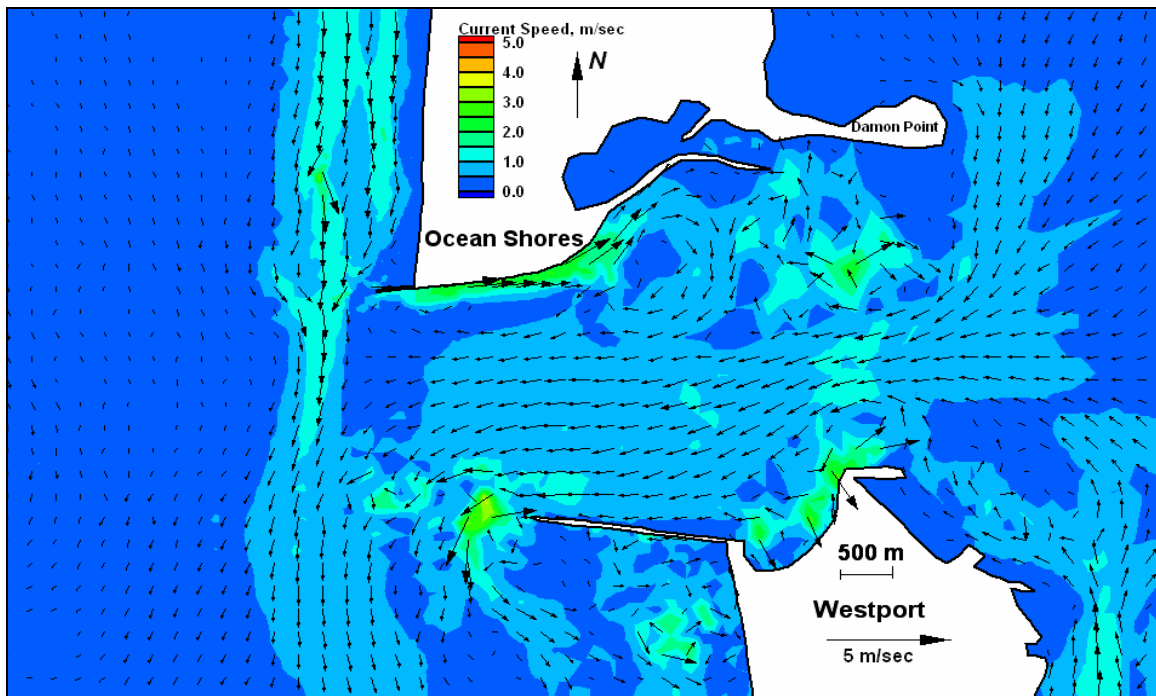 Current Speed, m/sec
5.0
4.0
3.0
2.0
1.0
0.0
N
Damon Point
Ocean Shores
500 m
Westport
5 m/sec